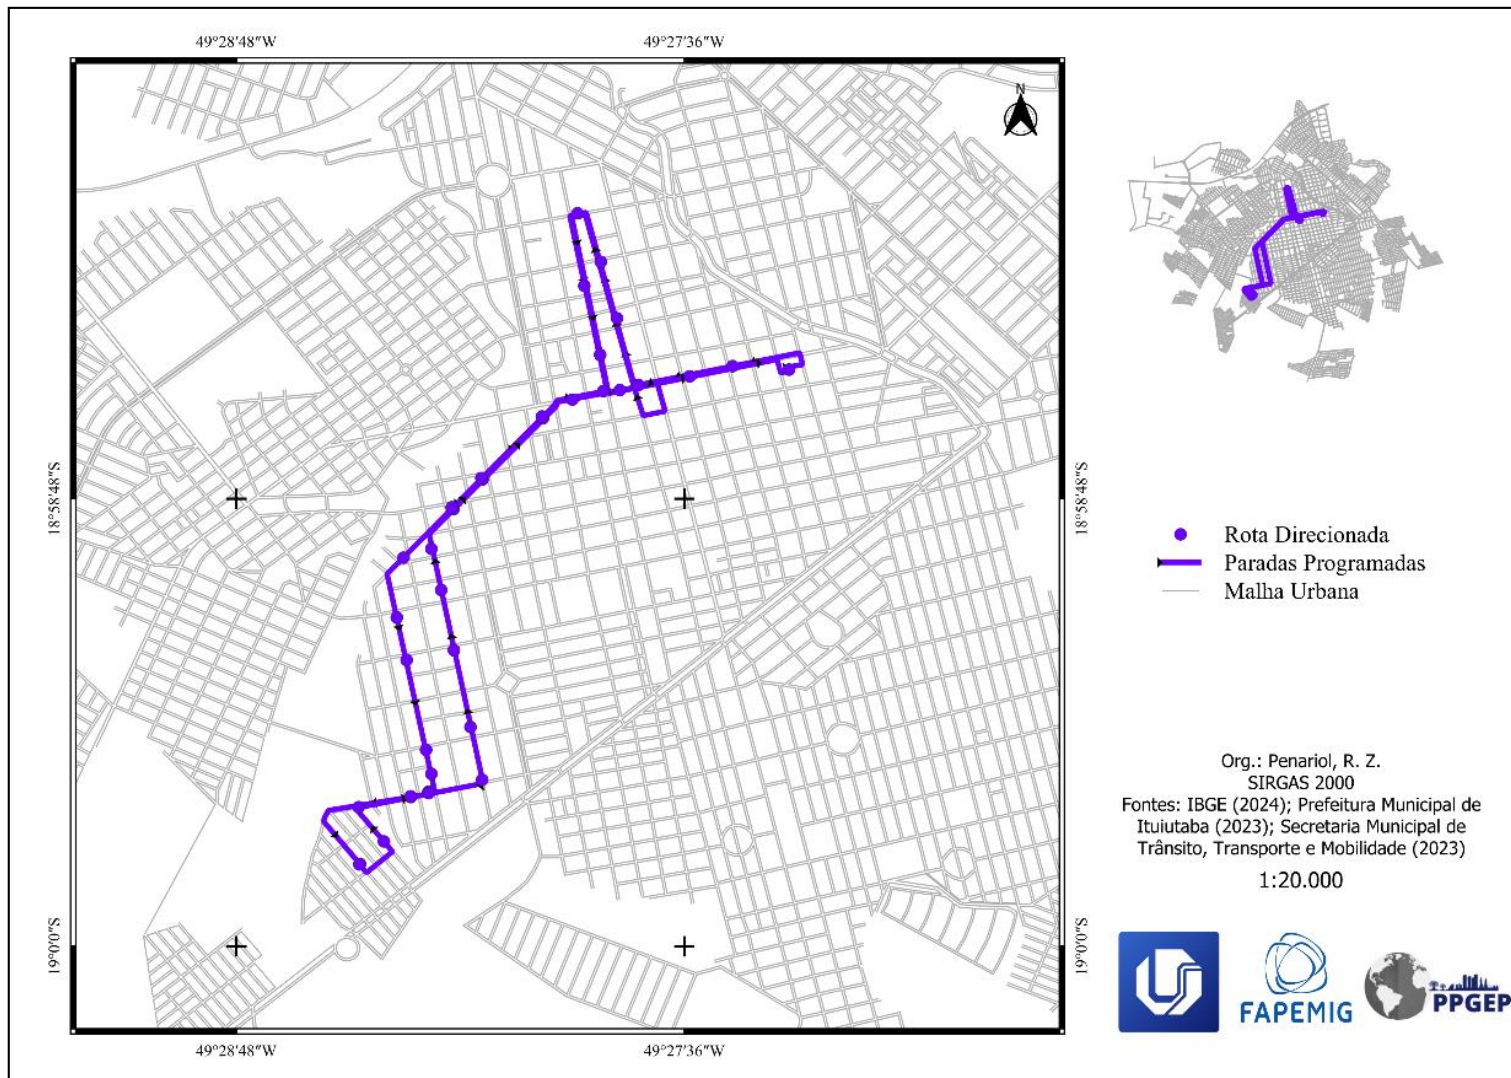 49°28'48"W
49°27'36"W
N
18°58'48"S
18°58'48"S
Rota Direcionada
Paradas Programadas
Malha Urbana
Org.: Penariol, R. Z.
SIRGAS 2000
Fontes: IBGE (2024); Prefeitura Municipal de
Ituiutaba (2023); Secretaria Municipal de
Trânsito, Transporte e Mobilidade (2023)
1:20.000
19°0'0"S
19°0'0"S
FAPEMIG
PPGEP
49°28'48"W
49°27'36"W